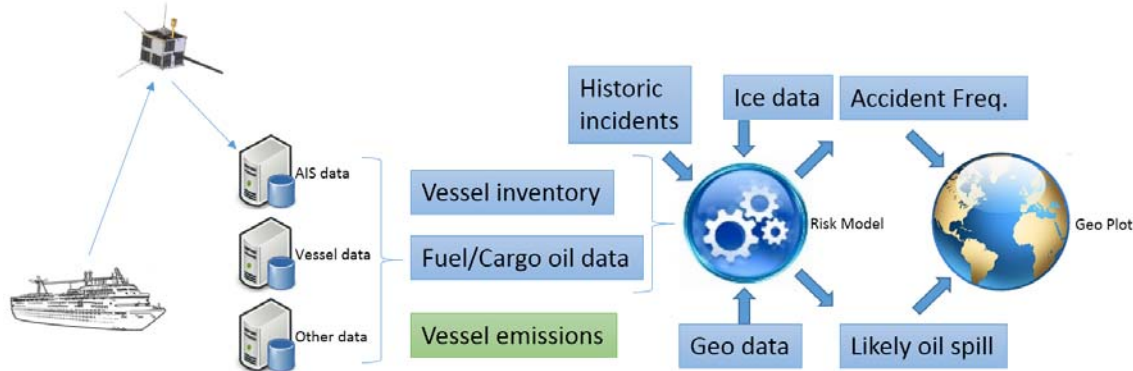 AIS data
Vessel data
Other data
Vessel inventory
Fuel/Cargo oil data
Vessel emissions
Historic
incidents
Ice data
Accident Freq.
Risk Model
Geo Plot
Geo data
Likely oil spill